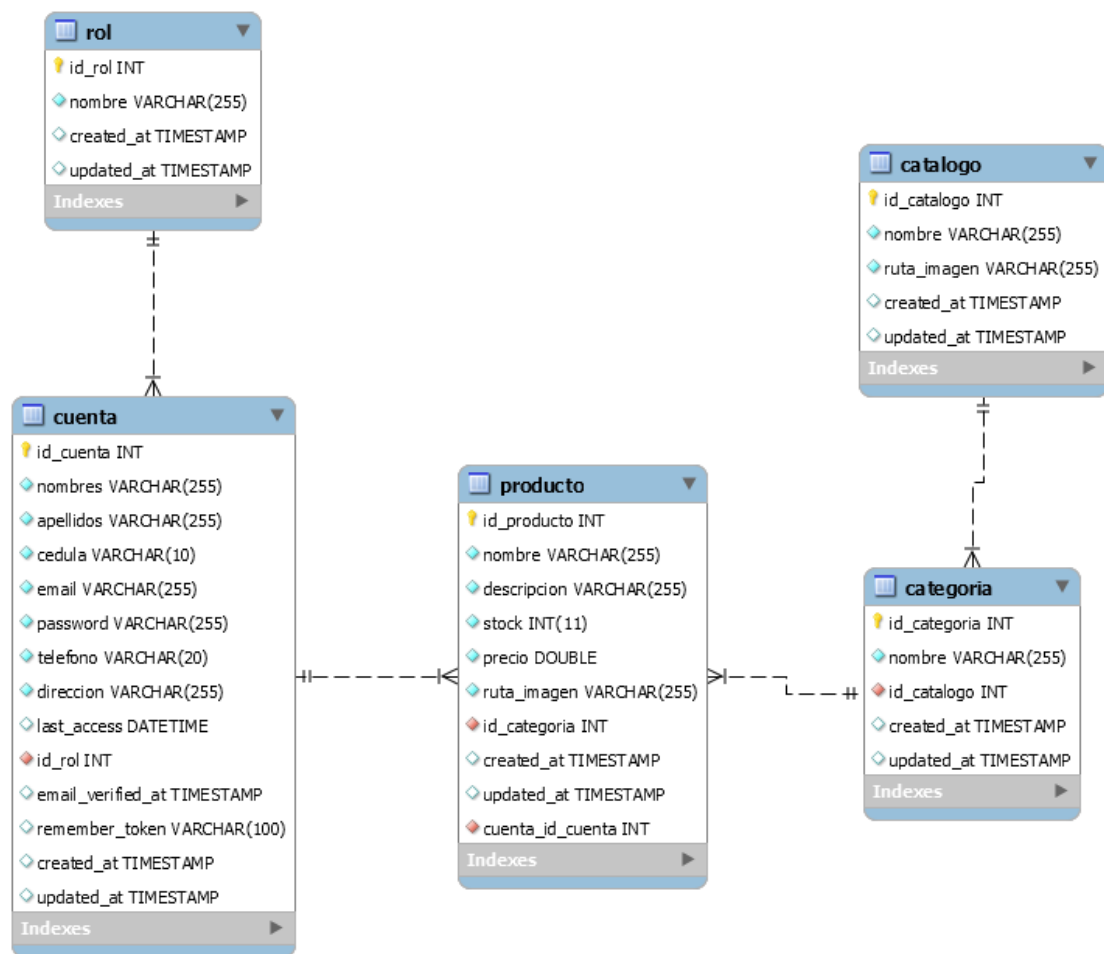 rol
id_rol INT
nombre VARCHAR(255)
created_at TIMESTAMP
updated_at TIMESTAMP
Indexes
catalogo
id_catalogo INT
nombre VARCHAR(255)
ruta_imagen VARCHAR(255)
created_at TIMESTAMP
updated_at TIMESTAMP
Indexes
cuenta
id_cuenta INT
nombres VARCHAR(255)
apellidos VARCHAR(255)
cedula VARCHAR(10)
email VARCHAR(255)
password VARCHAR(255)
telefono VARCHAR(20)
direccion VARCHAR(255)
last_access DATETIME
id_rol INT
email_verified_at TIMESTAMP
remember_token VARCHAR(100)
created_at TIMESTAMP
updated_at TIMESTAMP
Indexes
producto
id_producto INT
nombre VARCHAR(255)
descripcion VARCHAR(255)
stock INT(11)
precio DOUBLE
ruta_imagen VARCHAR(255)
id_categoria INT
created_at TIMESTAMP
updated_at TIMESTAMP
cuenta_id_cuenta INT
Indexes
categoria
id_categoria INT
nombre VARCHAR(255)
id_catalogo INT
created_at TIMESTAMP
updated_at TIMESTAMP
Indexes